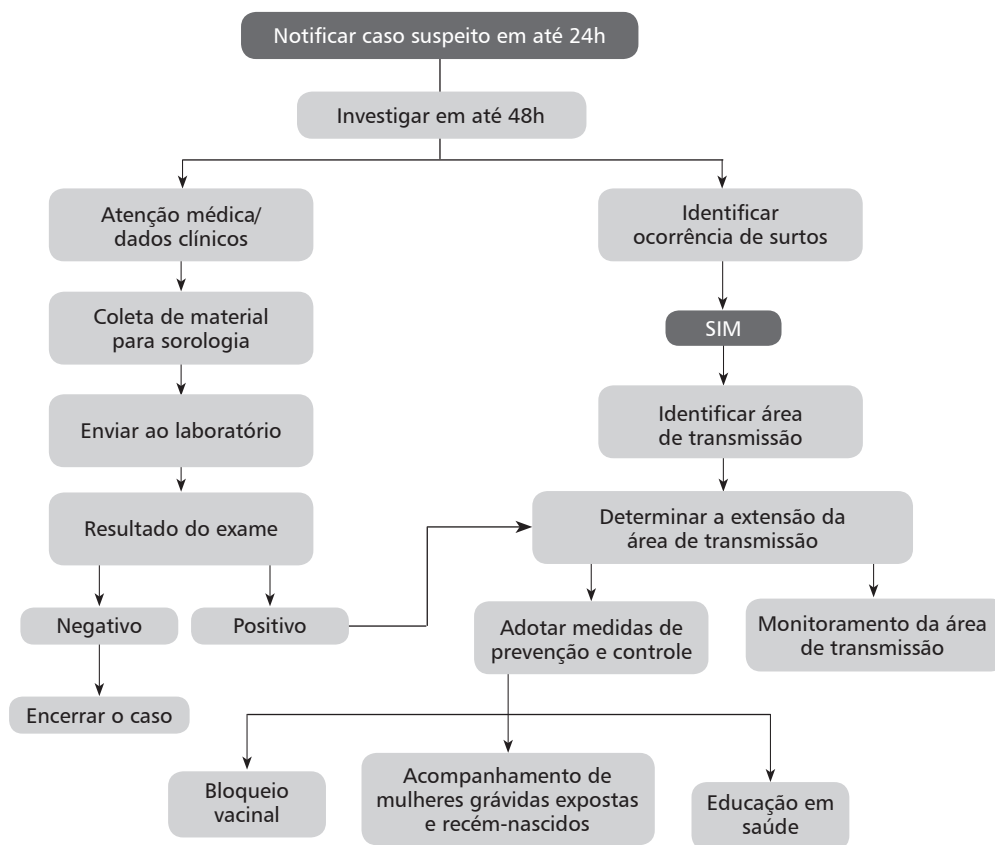 Notificar caso suspeito em até 24h
Investigar em até 48h
Atenção médica/
dados clínicos
Coleta de material
para sorologia
Enviar ao laboratório
Resultado do exame
Negativo
Positivo
Encerrar o caso
Identificar
ocorrência de surtos
SIM
Identificar área
de transmissão
Determinar a extensão da
área de transmissão
Adotar medidas de
prevenção e controle
Monitoramento da área
de transmissão
Bloqueio
vacinal
Acompanhamento de
mulheres grávidas expostas
e recém-nascidos
Educação em
saúde